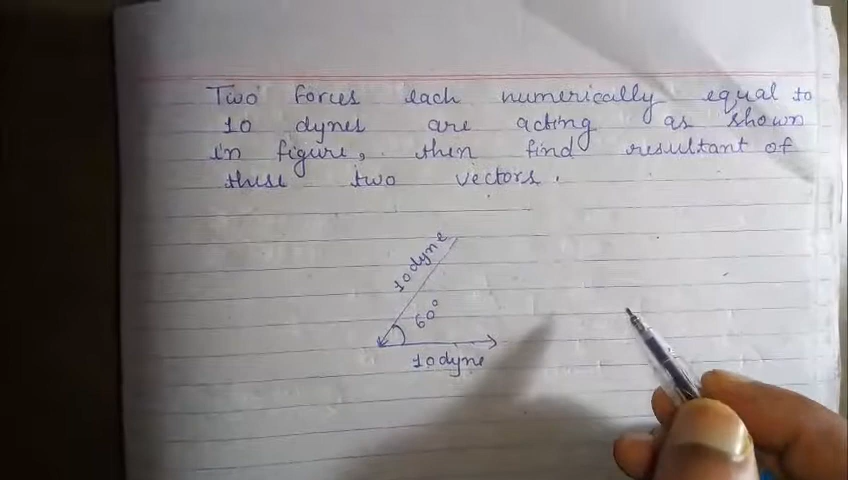 Two forces each numerically equal to
10 dynes are acting as shown
in figure, then find resultant of
these two vectors.
10 dyne
60°
10 dyne